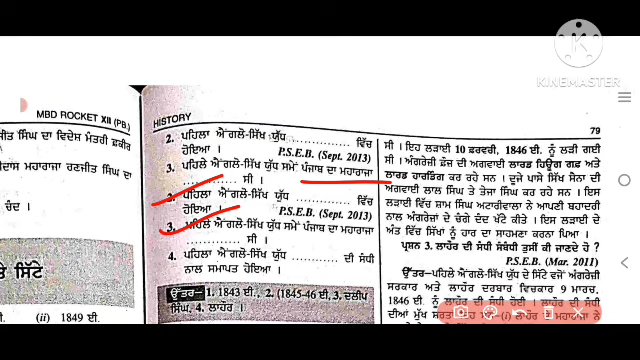 KINEMASTER
MBD ROCKET XII (PB.)
ਜੀਤ ਸਿੰਘ ਦਾ ਵਿਦੇਸ਼ ਮੰਤਰੀ ਫ਼ਕੀਰ
ਦਾਸ ਮਹਾਰਾਜਾ ਰਣਜੀਤ ਸਿੰਘ ਦਾ
ਚੰਦ ।
ਤੇ ਸਿੱਟੇ
(ii) 1849 ਈ.
HISTORY
2. ਪਹਿਲਾ ਐਂਗਲੋ-ਸਿੱਖ ਯੁੱਧ .................. ਵਿੱਚ
ਹੋਇਆ । P.S.E.B. (Sept. 2013)
3. ਪਹਿਲੇ ਐਂਗਲੋ-ਸਿੱਖ ਯੁੱਧ ਸਮੇਂ ਪੰਜਾਬ ਦਾ ਮਹਾਰਾਜਾ
.................. ਸੀ ।
2. ਪਹਿਲਾ ਐਂਗਲੋ-ਸਿੱਖ ਯੁੱਧ .................. ਵਿੱਚ
ਹੋਇਆ । P.S.E.B. (Sept. 2013)
3. ਪਹਿਲੇ ਐਂਗਲੋ-ਸਿੱਖ ਯੁੱਧ ਸਮੇਂ ਪੰਜਾਬ ਦਾ ਮਹਾਰਾਜਾ
.................. ਸੀ ।
4. ਪਹਿਲਾ ਐਂਗਲੋ-ਸਿੱਖ ਯੁੱਧ .................. ਦੀ ਸੰਧੀ
ਨਾਲ ਸਮਾਪਤ ਹੋਇਆ ।
ਉੱਤਰ- 1. 1843 ਈ., 2. (1845-46 ਈ, 3. ਦਲੀਪ
ਸਿੰਘ, 4. ਲਾਹੌਰ ।
79
ਸੀ । ਇਹ ਲੜਾਈ 10 ਫ਼ਰਵਰੀ, 1846 ਈ. ਨੂੰ ਲੜੀ ਗਈ
ਸੀ । ਅੰਗਰੇਜ਼ੀ ਫ਼ੌਜ ਦੀ ਅਗਵਾਈ ਲਾਰਡ ਹਿਊਗ ਗਫ਼ ਅਤੇ
ਲਾਰਡ ਹਾਰਡਿੰਗ ਕਰ ਰਹੇ ਸਨ । ਦੂਜੇ ਪਾਸੇ ਸਿੱਖ ਸੈਨਾ ਦੀ
ਅਗਵਾਈ ਲਾਲ ਸਿੰਘ ਤੇ ਤੇਜਾ ਸਿੰਘ ਕਰ ਰਹੇ ਸਨ । ਇਸ
ਲੜਾਈ ਵਿੱਚ ਸ਼ਾਮ ਸਿੰਘ ਅਟਾਰੀਵਾਲਾ ਨੇ ਆਪਣੀ ਬਹਾਦਰੀ
ਨਾਲ ਅੰਗਰੇਜ਼ਾਂ ਦੇ ਚੰਗੇ ਦੰਦ ਖੱਟੇ ਕੀਤੇ । ਇਸ ਲੜਾਈ ਦੇ
ਅੰਤ ਵਿੱਚ ਸਿੱਖਾਂ ਨੂੰ ਹਾਰ ਦਾ ਸਾਹਮਣਾ ਕਰਨਾ ਪਿਆ ।
ਪ੍ਰਸ਼ਨ 3. ਲਾਹੌਰ ਦੀ ਸੰਧੀ ਸੰਬੰਧੀ ਤੁਸੀਂ ਕੀ ਜਾਣਦੇ ਹੋ ?
P.S.E.B. (Mar. 2011)
ਉੱਤਰ-ਪਹਿਲੇ ਐਂਗਲੋ-ਸਿੱਖ ਯੁੱਧ ਦੇ ਸਿੱਟੇ ਵਜੋਂ ਅੰਗਰੇਜ਼ੀ
ਸਰਕਾਰ ਅਤੇ ਲਾਹੌਰ ਦਰਬਾਰ ਵਿਚਕਾਰ 9 ਮਾਰਚ,
1846 ਈ. ਨੂੰ ਲਾਹੌਰ ਦੀ ਸੰਧੀ ਹੋਈ । ਲਾਹੌਰ ਦੀ ਸੰਧੀ
ਦੀਆਂ ਮੁੱਖ ਸ਼ਰਤਾਂ ਇਹ ਸਨ-(i) ਲਾਹੌਰ ਦੇ ਮਹਾਰਾਜਾ ਨੇ